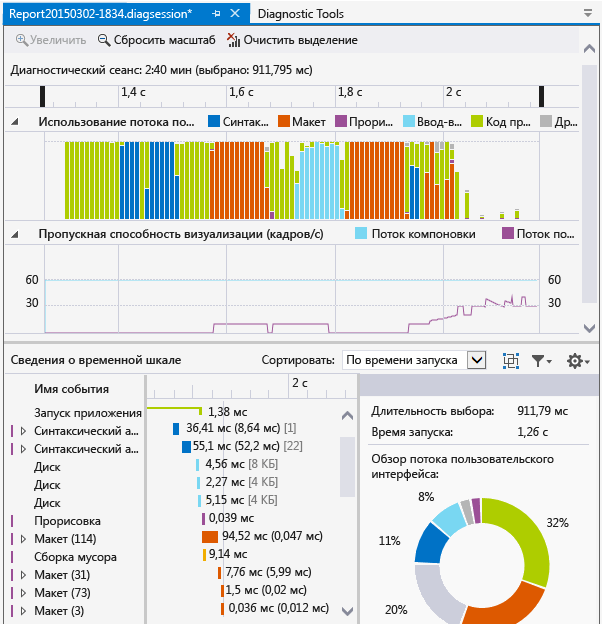 Report20150302-1834.diagsession*
Diagnostic Tools
Увеличить Сбросить масштаб Очистить выделение
Диагностический сеанс: 2:40 мин (выбрано: 911,795 мс)
1,4 с 1,6 с 1,8 с 2 с
Использование потока по... Синтак... Макет Прори... Ввод-в... Код пр... Др...
100
Пропускная способность визуализации (кадров/с) Поток компоновки Поток по...
60 60
30 30
Сведения о временной шкале Сортировать: По времени запуска
Имя события 2 с
Запуск приложения 1,38 мс
Синтаксический а... 36,41 мс (8,64 мс) [1]
Синтаксический а... 55,1 мс (52,2 мс) [22]
Диск 4,56 мс [8 КБ]
Диск 2,27 мс [4 КБ]
Диск 5,15 мс [4 КБ]
Прорисовка 0,039 мс
Макет (114) 94,52 мс (0,047 мс)
Сборка мусора 9,14 мс
Макет (31) 7,76 мс (5,99 мс)
Макет (73) 1,5 мс (0,02 мс)
Макет (3) 0,036 мс (0,012 мс)
Длительность выбора: 911,79 мс
Время запуска: 1,26 с
Обзор потока пользовательского
интерфейса:
8%
32%
11%
20%